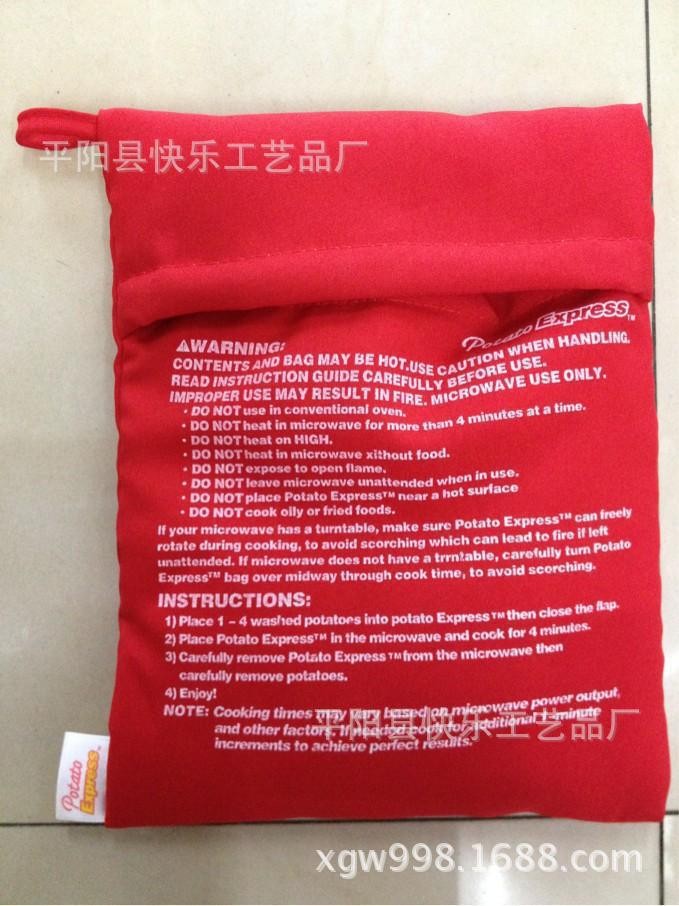 平阳县快乐工艺品厂
Potato Express™
▲WARNING:
CONTENTS AND BAG MAY BE HOT.USE CAUTION WHEN HANDLING.
READ INSTRUCTION GUIDE CAREFULLY BEFORE USE.
IMPROPER USE MAY RESULT IN FIRE. MICROWAVE USE ONLY.
· DO NOT use in conventional oven.
· DO NOT heat in microwave for more than 4 minutes at a time.
· DO NOT heat on HIGH.
· DO NOT heat in microwave xithout food.
· DO NOT expose to open flame.
· DO NOT leave microwave unattended when in use.
· DO NOT place Potato Express™ near a hot surface
· DO NOT cook oily or fried foods.
If your microwave has a turntable, make sure Potato Express™ can freely
rotate during cooking, to avoid scorching which can lead to fire if left
unattended. If microwave does not have a trrntable, carefully turn Potato
Express™ bag over midway through cook time, to avoid scorching.
INSTRUCTIONS:
1) Place 1 – 4 washed potatoes into potato Express™ then close the flap.
2) Place Potato Express™ in the microwave and cook for 4 minutes.
3) Carefully remove Potato Express™ from the microwave then
carefully remove potatoes.
4) Enjoy!
NOTE: Cooking times may vary based on microwave power output,
and other factors. If needed cook for additional 1 minute
increments to achieve perfect results.
平阳县快乐工艺品厂
Potato
Express™
xgw998.1688.com